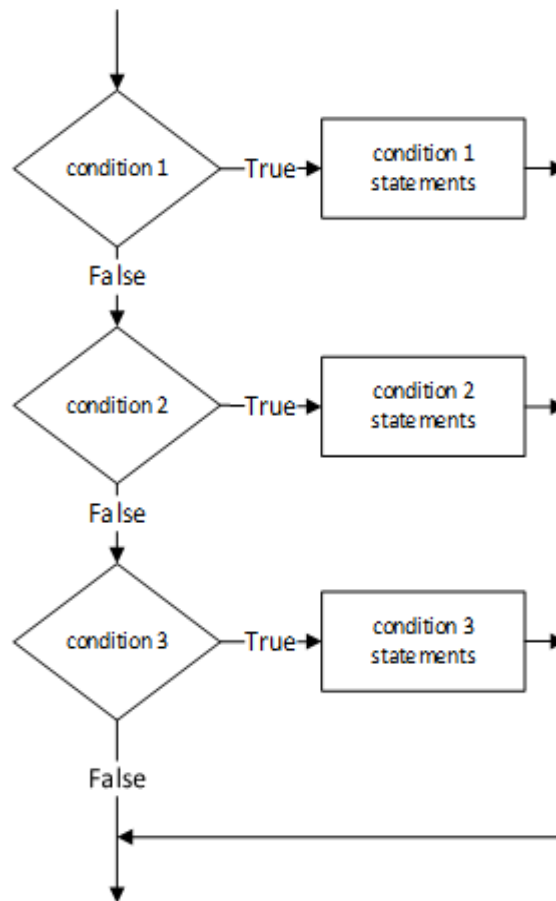 condition 1
True
condition 1
statements
False
condition 2
True
condition 2
statements
False
condition 3
True
condition 3
statements
False